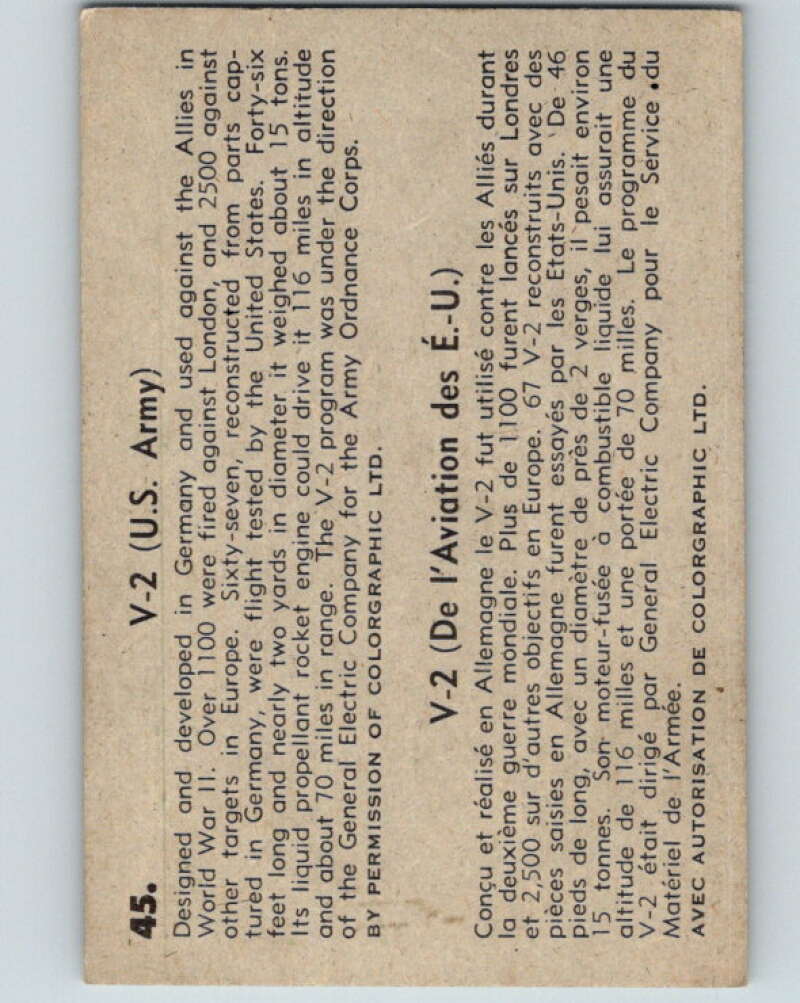 45.
V-2 (U.S. Army)
Designed and developed in Germany and used against the Allies in
World War II. Over 1100 were fired against London, and 2500 against
other targets in Europe. Sixty-seven, reconstructed from parts cap-
tured in Germany, were flight tested by the United States. Forty-six
feet long and nearly two yards in diameter it weighed about 15 tons.
Its liquid propellant rocket engine could drive it 116 miles in altitude
and about 70 miles in range. The V-2 program was under the direction
of the General Electric Company for the Army Ordnance Corps.
BY PERMISSION OF COLORGRAPHIC LTD.
V-2 (De l'Aviation des É.-U.)
Conçu et réalisé en Allemagne le V-2 fut utilisé contre les Alliés durant
la deuxième guerre mondiale. Plus de 1100 furent lancés sur Londres
et 2,500 sur d'autres objectifs en Europe. 67 V-2 reconstruits avec des
pièces saisies en Allemagne furent essayés par les Etats-Unis. De 46
pieds de long, avec un diamètre de près de 2 verges, il pesait environ
15 tonnes. Son moteur-fusée à combustible liquide lui assurait une
altitude de 116 milles et une portée de 70 milles. Le programme du
V-2 était dirigé par General Electric Company pour le Service du
Matériel de l'Armée.
AVEC AUTORISATION DE COLORGRAPHIC LTD.